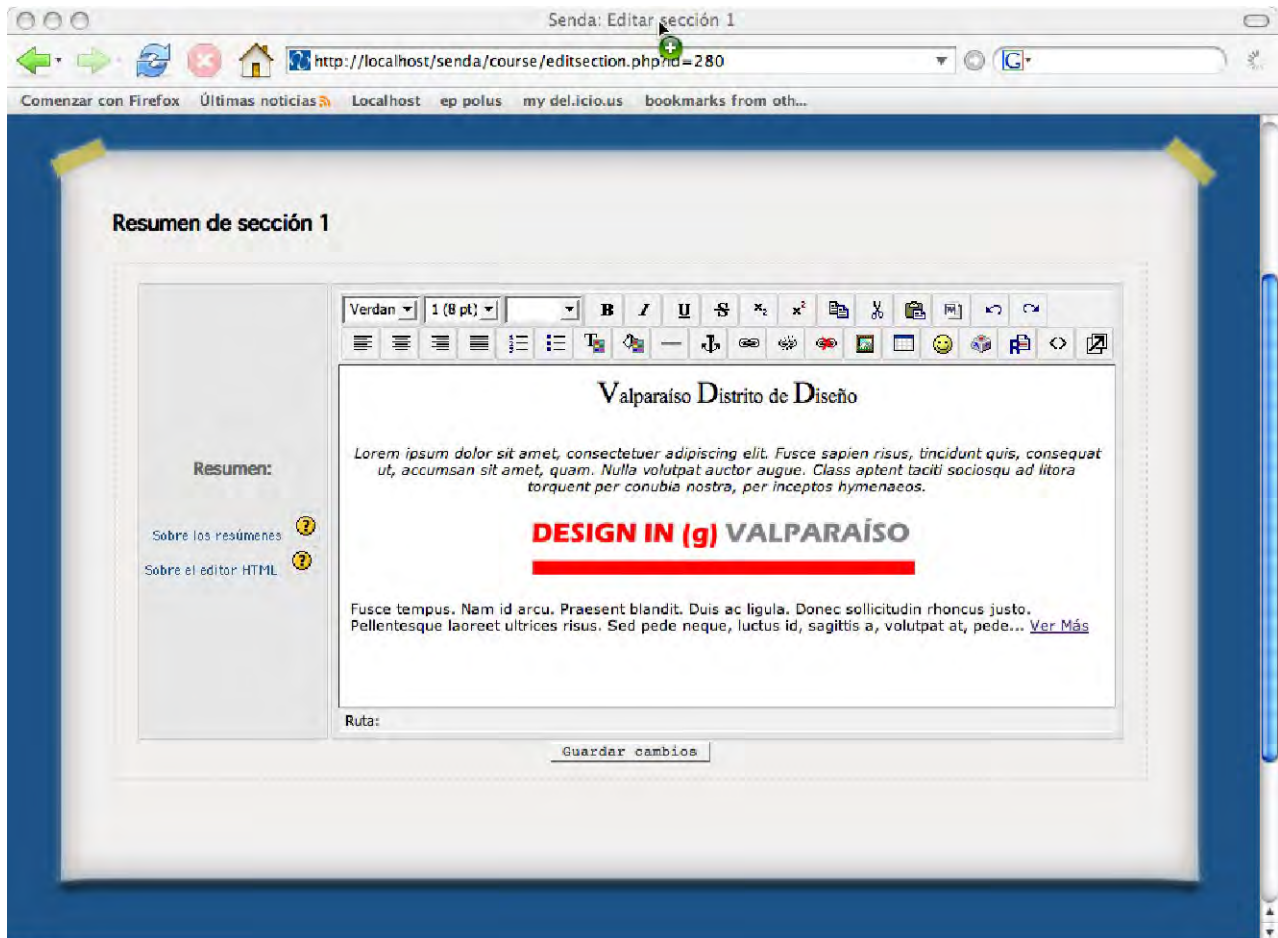 Senda: Editar sección 1
http://localhost/senda/course/editsection.php?id=280
G
Comenzar con Firefox Últimas noticias Localhost ep polus my del.icio.us bookmarks from oth...
Resumen de sección 1
Verdan 1 (8 pt) B I U S x₂ x² W
T
Valparaíso Distrito de Diseño
Lorem ipsum dolor sit amet, consectetuer adipiscing elit. Fusce sapien risus, tincidunt quis, consequat
ut, accumsan sit amet, quam. Nulla volutpat auctor augue. Class aptent taciti sociosqu ad litora
torquent per conubia nostra, per inceptos hymenaeos.
Resumen:
DESIGN IN (g) VALPARAÍSO
Sobre los resúmenes ?
Sobre el editor HTML ?
Fusce tempus. Nam id arcu. Praesent blandit. Duis ac ligula. Donec sollicitudin rhoncus justo.
Pellentesque laoreet ultrices risus. Sed pede neque, luctus id, sagittis a, volutpat at, pede... Ver Más
Ruta:
Guardar cambios